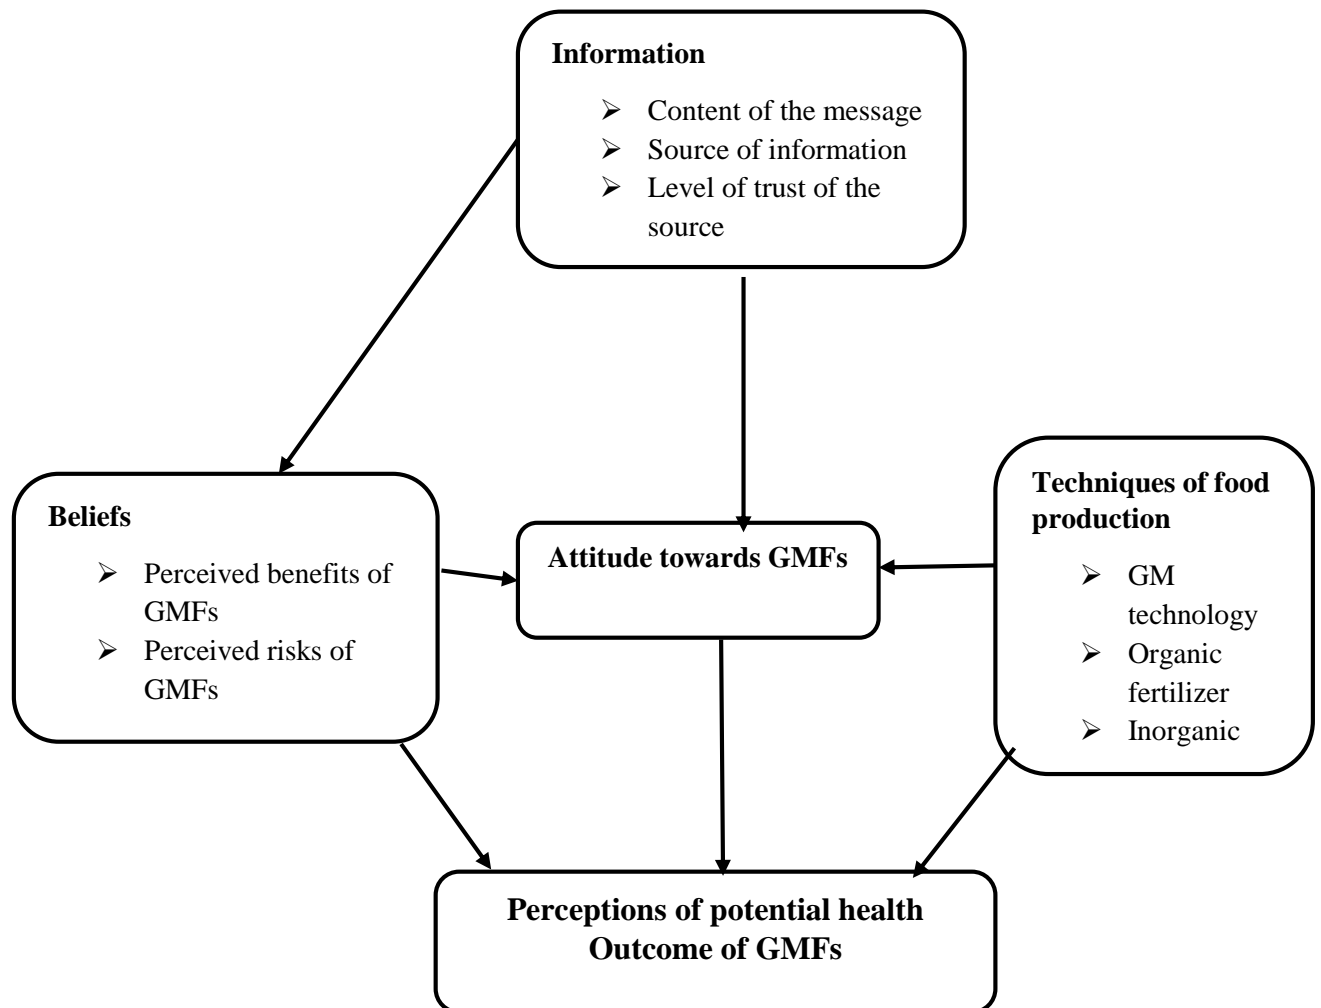 Information
➢ Content of the message
➢ Source of information
➢ Level of trust of the
source
Beliefs
➢ Perceived benefits of
GMFs
➢ Perceived risks of
GMFs
Attitude towards GMFs
Techniques of food
production
➢ GM
technology
➢ Organic
fertilizer
➢ Inorganic
Perceptions of potential health
Outcome of GMFs